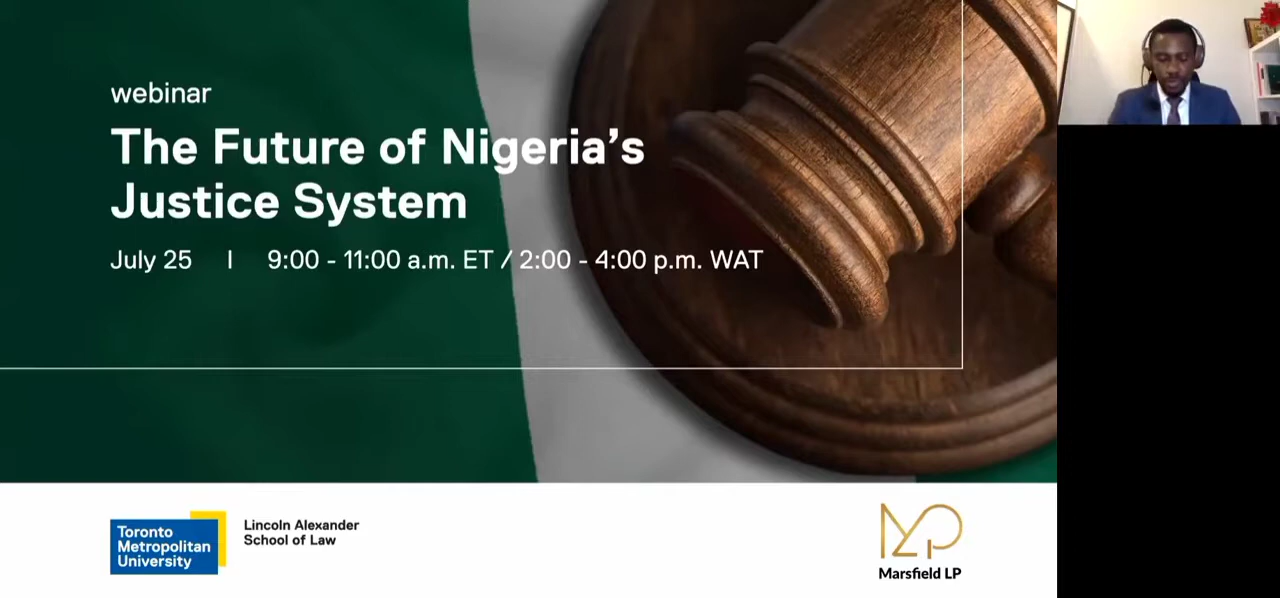 webinar
The Future of Nigeria's
Justice System
July 25 | 9:00 - 11:00 a.m. ET / 2:00 - 4:00 p.m. WAT
Toronto
Metropolitan
University
Lincoln Alexander
School of Law
Marsfield LP